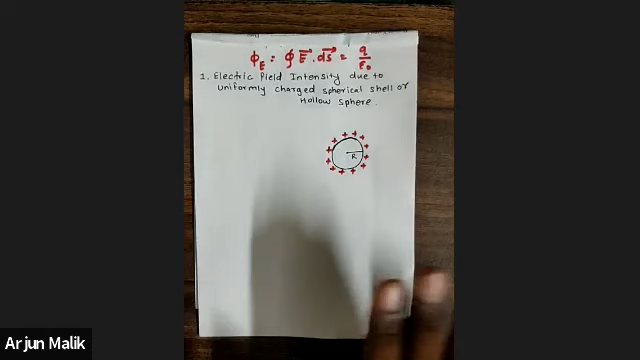 ϕE = ∮ E⃗ . ds⃗ = q/ε₀
1. Electric Field Intensity due to
uniformly charged spherical shell or
Hollow sphere.
R
Arjun Malik